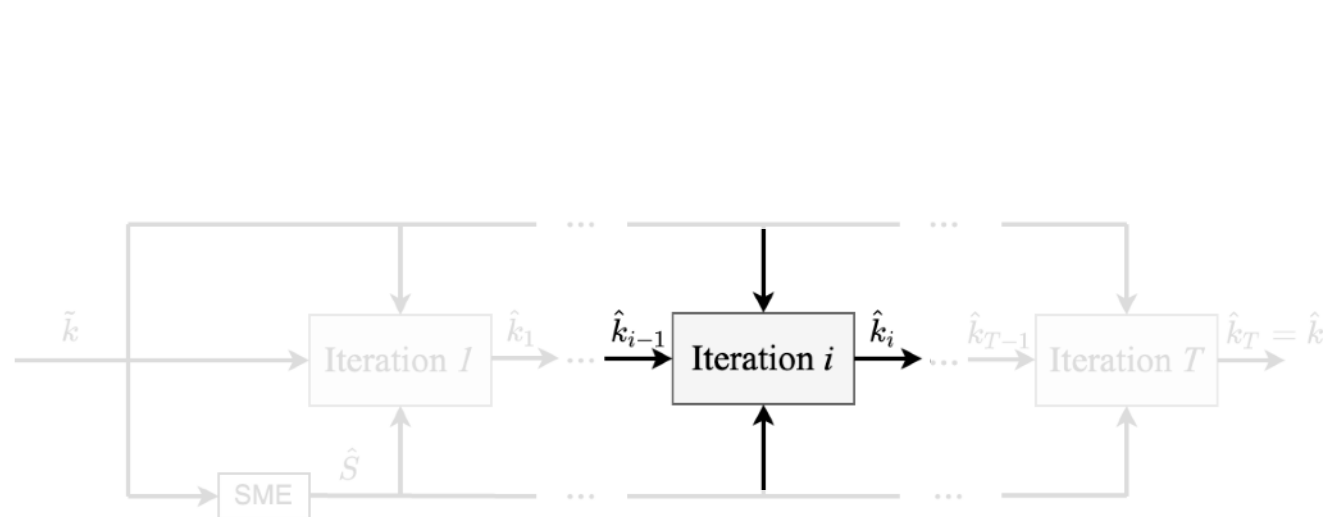 ...
...
k̃
k̂₁
k̂ᵢ₋₁
k̂ᵢ
k̂_{T−1}
k̂_T = k̂
Iteration 1
...
Iteration i
...
Iteration T
Ŝ
SME
...
...